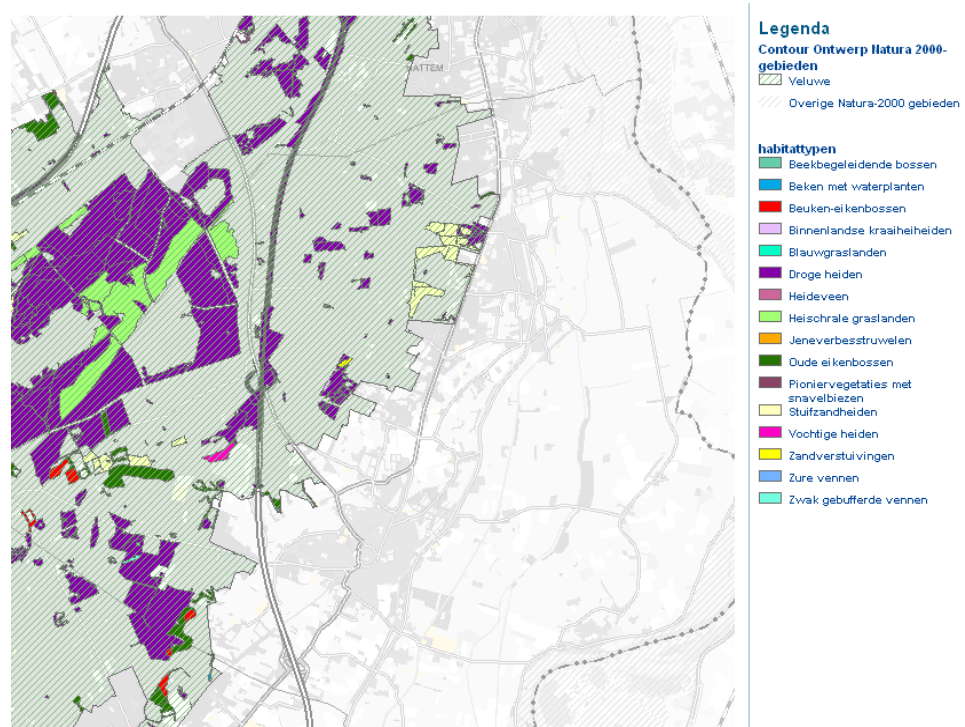 HATTEM
Legenda
Contour Ontwerp Natura 2000-
gebieden
Veluwe
Overige Natura-2000 gebieden
habitattypen
Beekbegeleidende bossen
Beken met waterplanten
Beuken-eikenbossen
Binnenlandse kraaiheiheiden
Blauwgraslanden
Droge heiden
Heideveen
Heischrale graslanden
Jeneverbesstruwelen
Oude eikenbossen
Pioniervegetaties met
snavelbiezen
Stuifzandheiden
Vochtige heiden
Zandverstuivingen
Zure vennen
Zwak gebufferde vennen